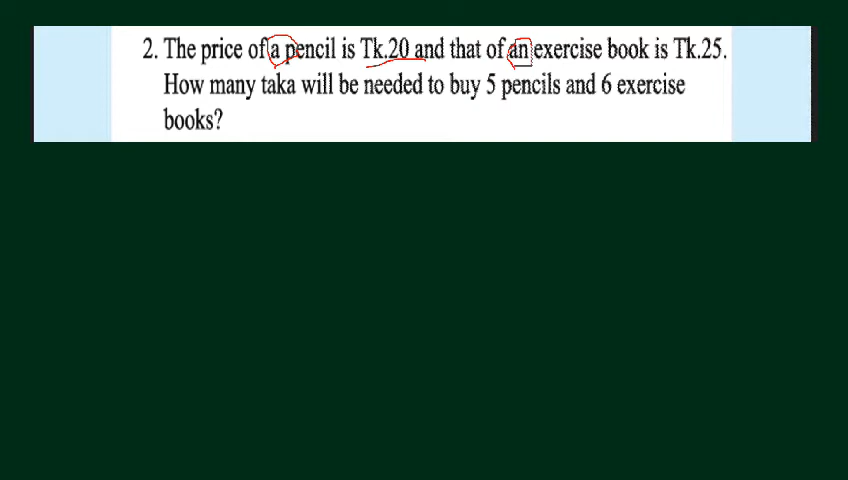 2. The price of a pencil is Tk.20 and that of an exercise book is Tk.25.
How many taka will be needed to buy 5 pencils and 6 exercise
books?